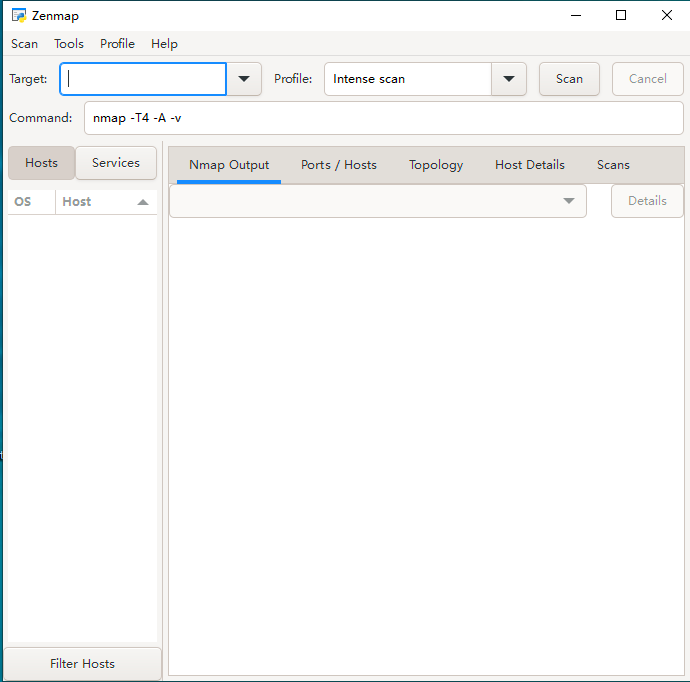 Zenmap
Scan Tools Profile Help
Target: Profile: Intense scan Scan Cancel
Command: nmap -T4 -A -v
Hosts Services Nmap Output Ports / Hosts Topology Host Details Scans
OS Host Details
Filter Hosts